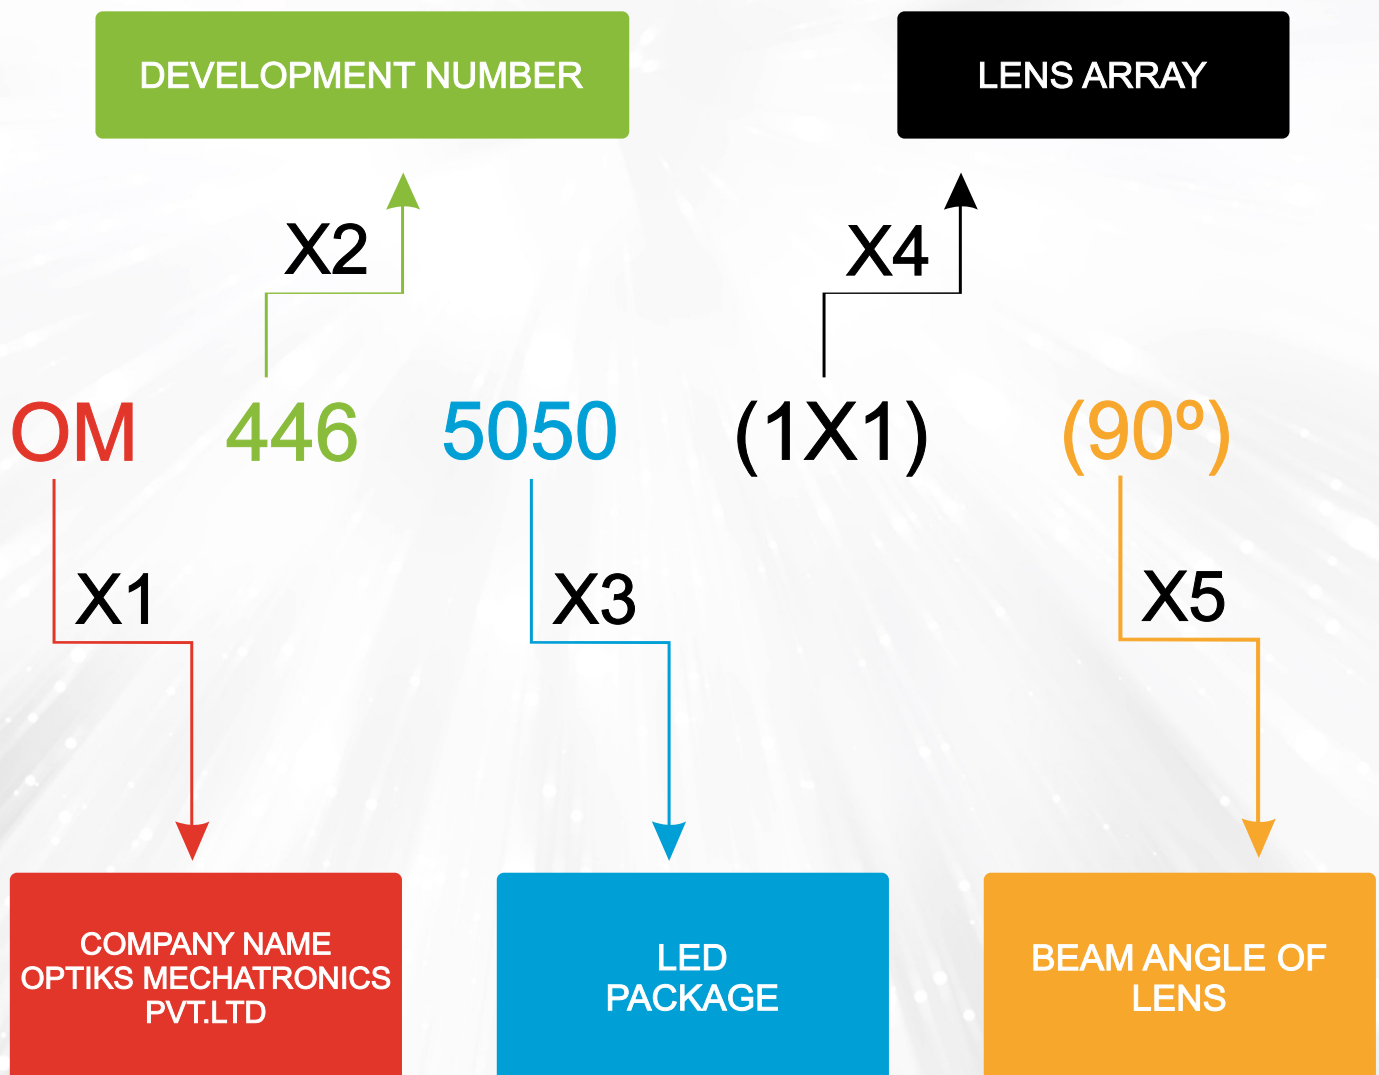 DEVELOPMENT NUMBER
LENS ARRAY
X2
X4
OM 446 5050 (1X1) (90º)
X1
X3
X5
COMPANY NAME
OPTIKS MECHATRONICS
PVT.LTD
LED
PACKAGE
BEAM ANGLE OF
LENS